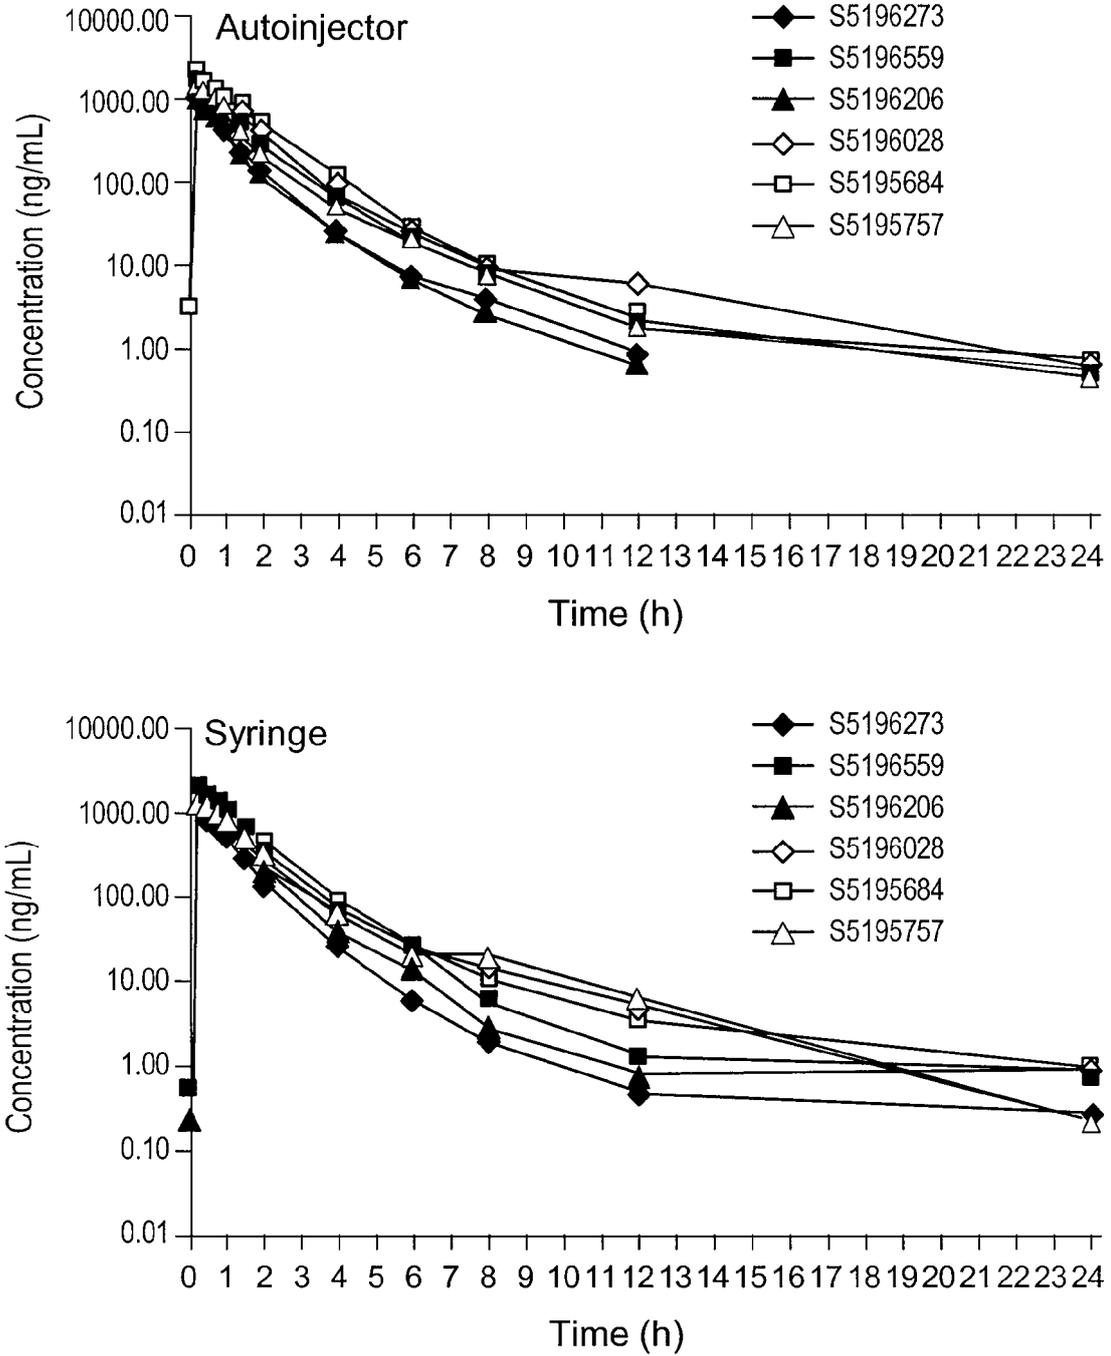 Autoinjector
S5196273
S5196559
S5196206
S5196028
S5195684
S5195757
Concentration (ng/mL)
10000.00
1000.00
100.00
10.00
1.00
0.10
0.01
0 1 2 3 4 5 6 7 8 9 10 11 12 13 14 15 16 17 18 19 20 21 22 23 24
Time (h)
Syringe
S5196273
S5196559
S5196206
S5196028
S5195684
S5195757
Concentration (ng/mL)
10000.00
1000.00
100.00
10.00
1.00
0.10
0.01
0 1 2 3 4 5 6 7 8 9 10 11 12 13 14 15 16 17 18 19 20 21 22 23 24
Time (h)